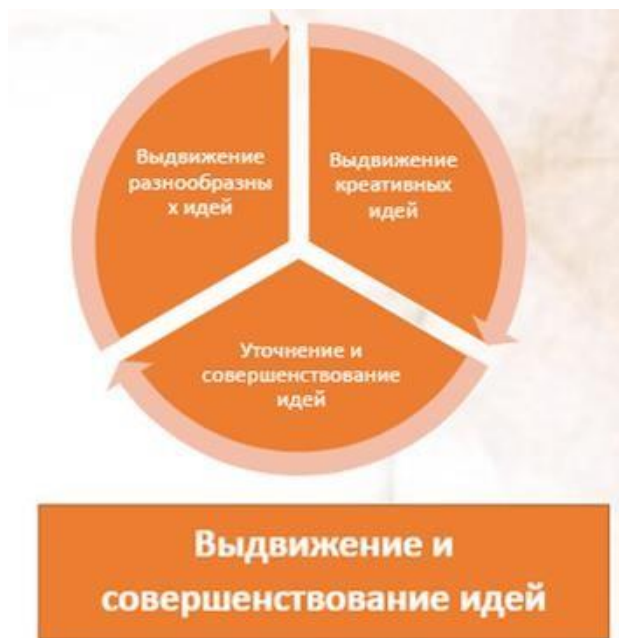 Выдвижение
разнообразны
х идей
Выдвижение
креативных
идей
Уточнение и
совершенствование
идей
Выдвижение и
совершенствование идей